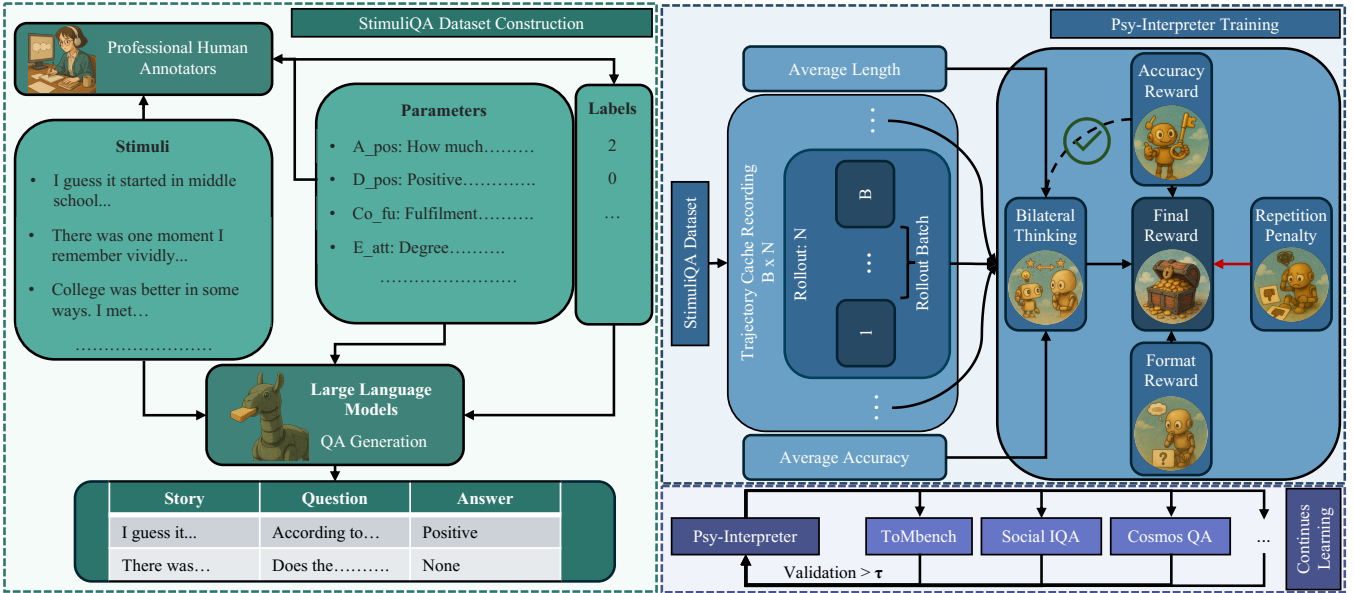 StimuliQA Dataset Construction
Professional Human
Annotators
Stimuli
• I guess it started in middle
school...
• There was one moment I
remember vividly...
• College was better in some
ways. I met…
……………………
Parameters
• A_pos: How much………
• D_pos: Positive………….
• Co_fu: Fulfilment……….
• E_att: Degree………
……………………
Labels
2
0
…
Large Language
Models
QA Generation
Story Question Answer
I guess it... According to… Positive
There was… Does the………. None
Psy-Interpreter Training
StimuliQA Dataset
Average Length
Trajectory Cache Recording
B x N
Rollout: N
B
...
1
Rollout Batch
Average Accuracy
Accuracy
Reward
Bilateral
Thinking
Final
Reward
Repetition
Penalty
Format
Reward
Psy-Interpreter
ToMbench
Social IQA
Cosmos QA
...
Validation > τ
Continues
Learning